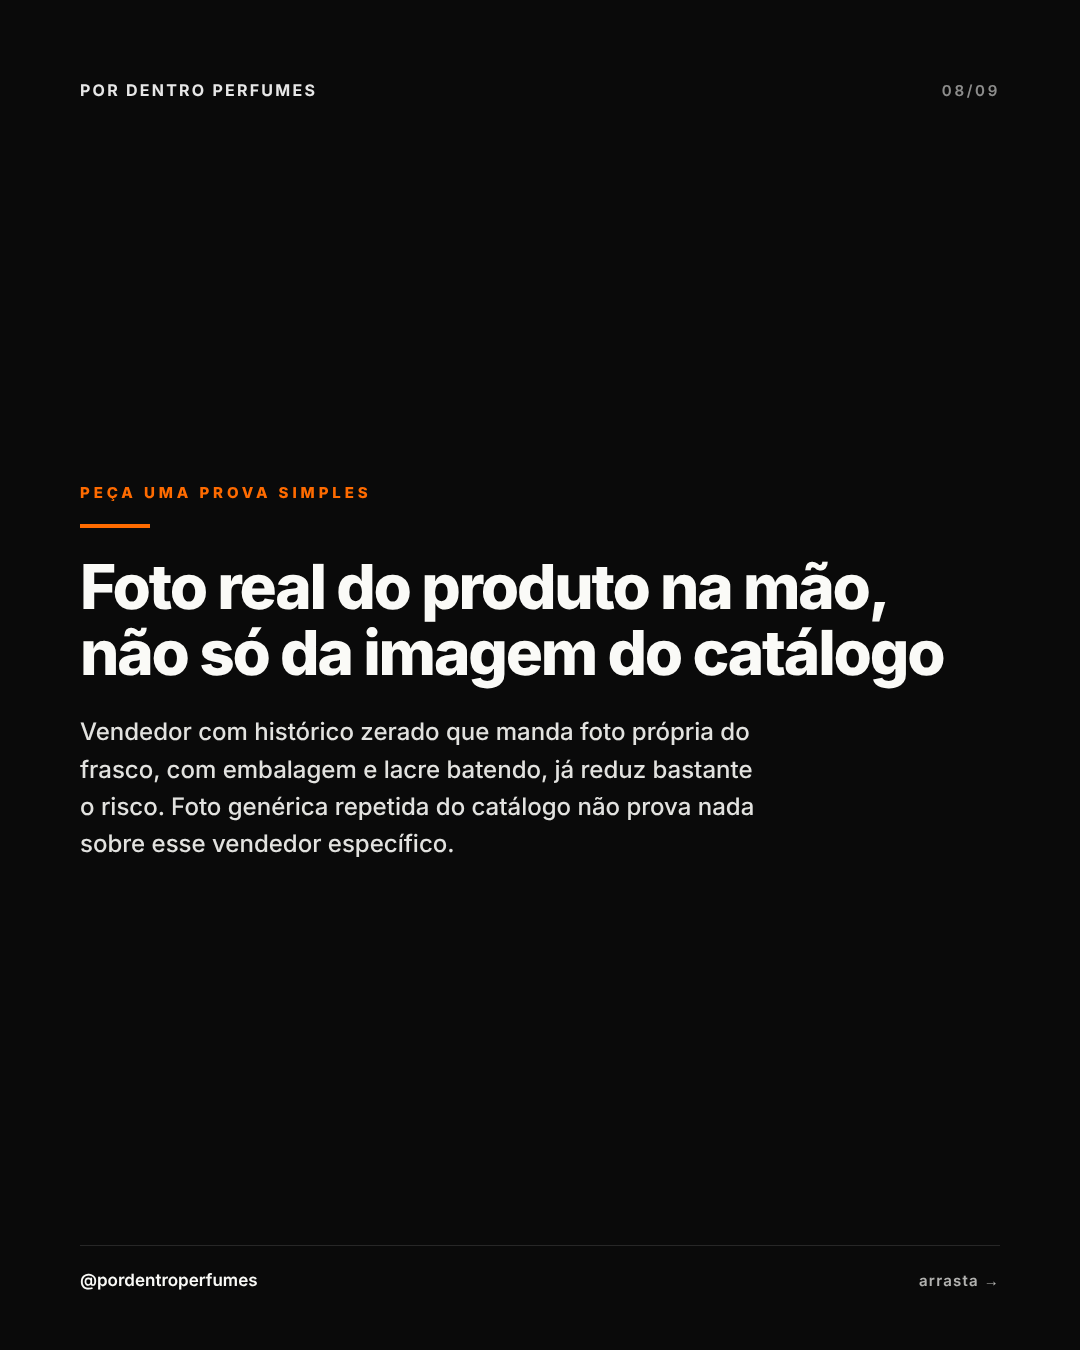 POR DENTRO PERFUMES
08/09
PEÇA UMA PROVA SIMPLES
Foto real do produto na mão,
não só da imagem do catálogo
Vendedor com histórico zerado que manda foto própria do
frasco, com embalagem e lacre batendo, já reduz bastante
o risco. Foto genérica repetida do catálogo não prova nada
sobre esse vendedor específico.
@pordentroperfumes
arrasta →